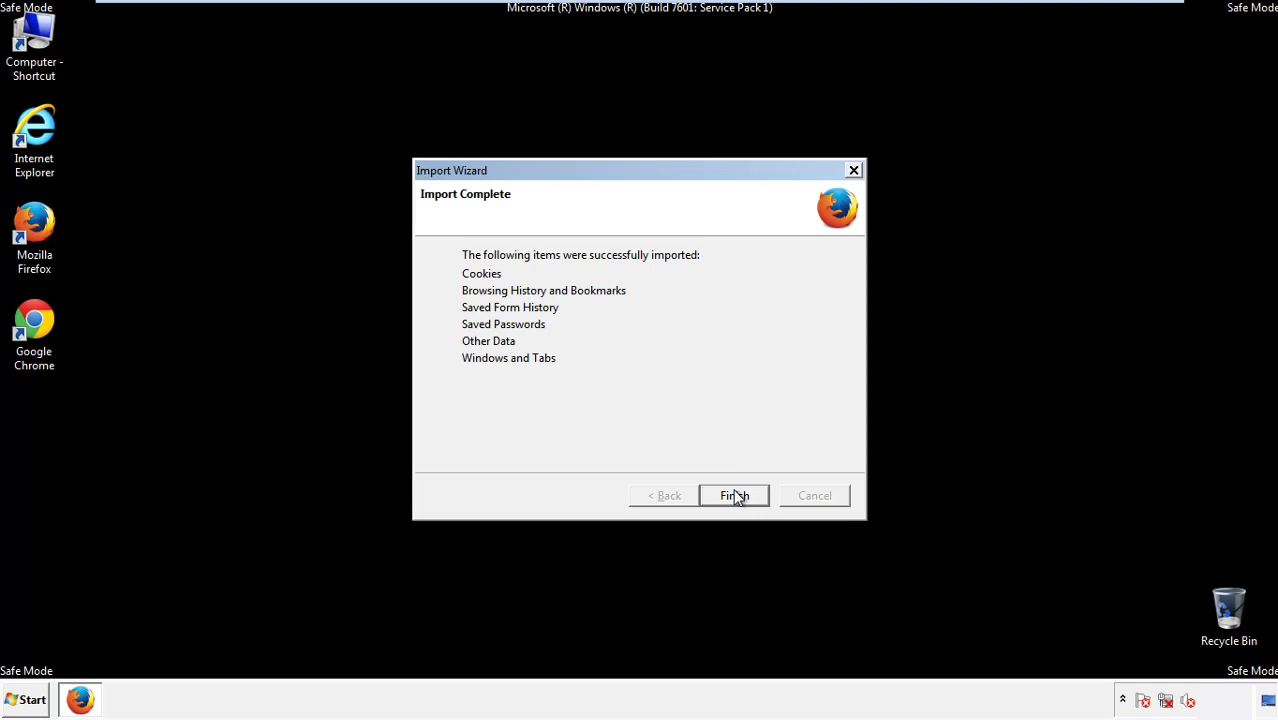 Safe Mode
Microsoft (R) Windows (R) (Build 7601: Service Pack 1)
Safe Mode
Computer -
Shortcut
Internet
Explorer
Mozilla
Firefox
Google
Chrome
Import Wizard
Import Complete
The following items were successfully imported:
Cookies
Browsing History and Bookmarks
Saved Form History
Saved Passwords
Other Data
Windows and Tabs
< Back
Finish
Cancel
Recycle Bin
Safe Mode
Safe Mode
Start